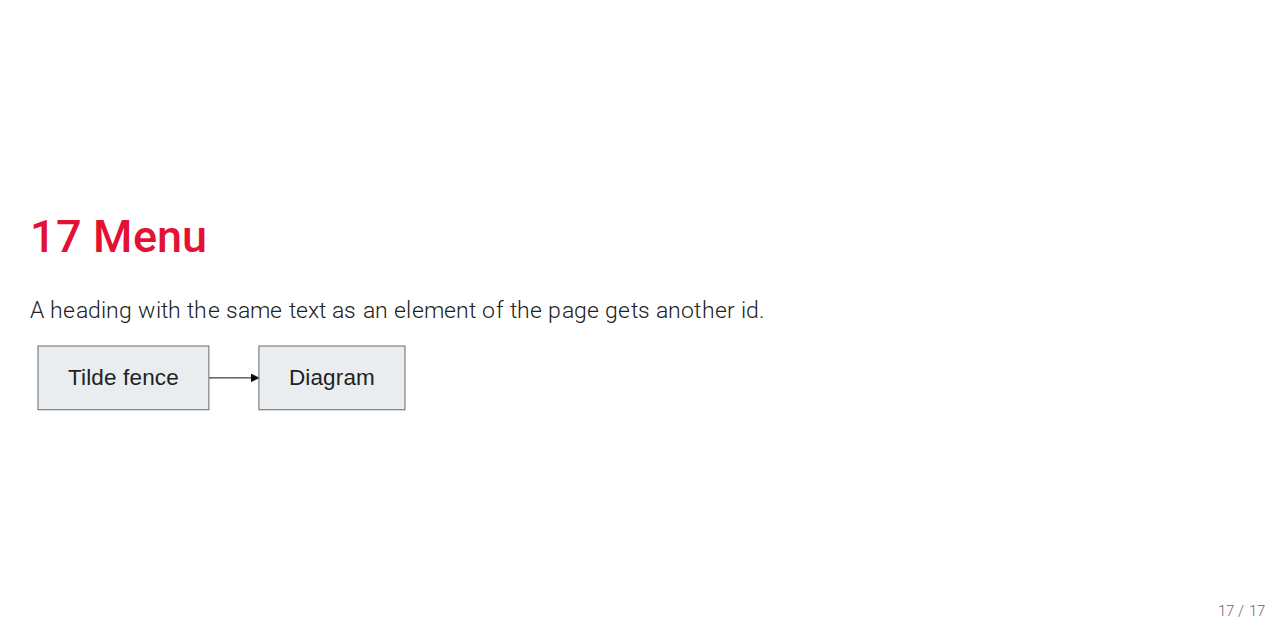 17 Menu
A heading with the same text as an element of the page gets another id.
Tilde fence
Diagram
17 / 17